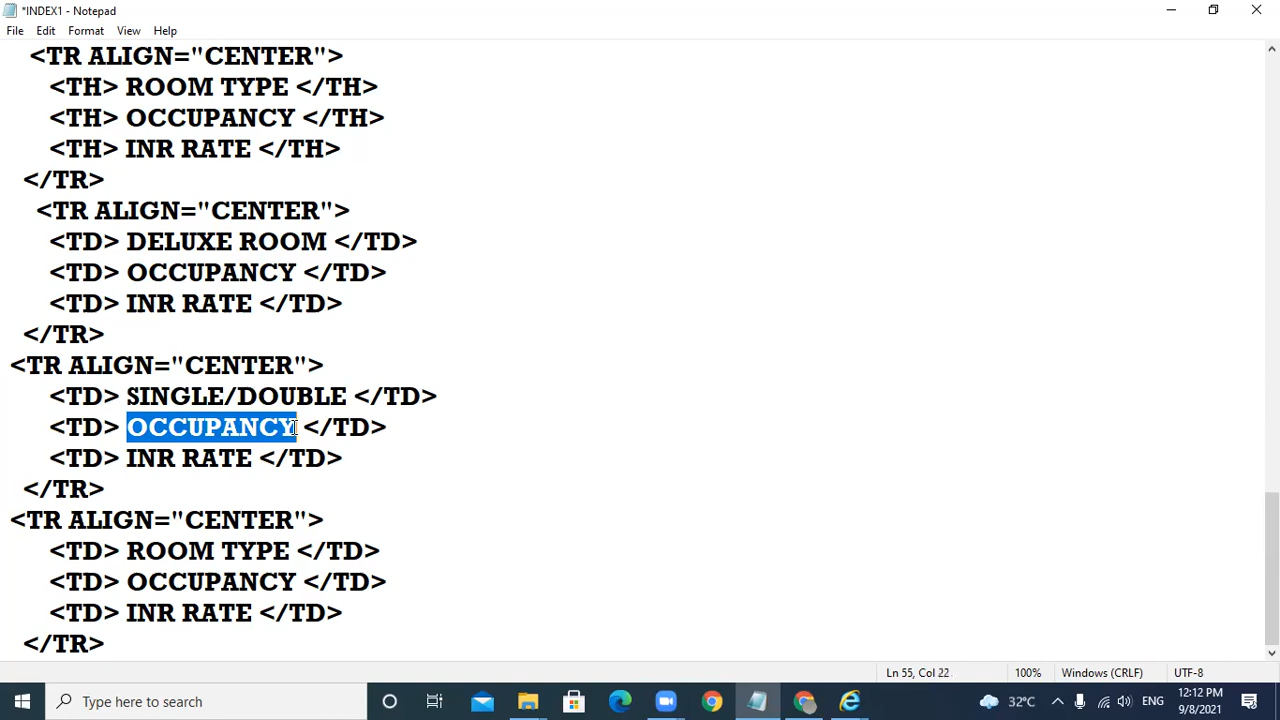 *INDEX1 - Notepad
File Edit Format View Help
<TR ALIGN="CENTER">
<TH> ROOM TYPE </TH>
<TH> OCCUPANCY </TH>
<TH> INR RATE </TH>
</TR>
<TR ALIGN="CENTER">
<TD> DELUXE ROOM </TD>
<TD> OCCUPANCY </TD>
<TD> INR RATE </TD>
</TR>
<TR ALIGN="CENTER">
<TD> SINGLE/DOUBLE </TD>
<TD> OCCUPANCY </TD>
<TD> INR RATE </TD>
</TR>
<TR ALIGN="CENTER">
<TD> ROOM TYPE </TD>
<TD> OCCUPANCY </TD>
<TD> INR RATE </TD>
</TR>
Ln 55, Col 22 100% Windows (CRLF) UTF-8
Type here to search 32°C ENG 12:12 PM
9/8/2021